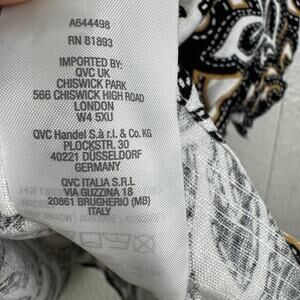 A644498
RN 81893
IMPORTED BY:
QVC UK
CHISWICK PARK
566 CHISWICK HIGH ROAD
LONDON
W4 5XU
QVC Handel S.à r.l. & Co. KG
PLOCKSTR. 30
40221 DÜSSELDORF
GERMANY
QVC ITALIA S.R.L
VIA GUZZINA 18
20861 BRUGHERIO (MB)
ITALY